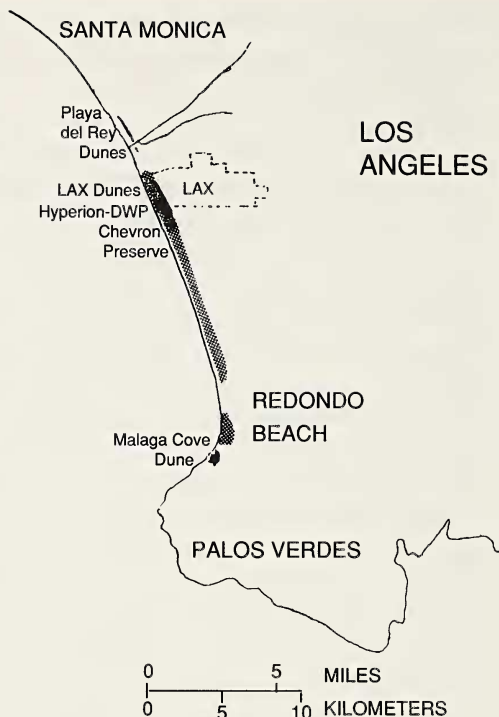 SANTA MONICA
Playa
del Rey
Dunes
LOS
ANGELES
LAX Dunes
LAX
Hyperion-DWP
Chevron
Preserve
REDONDO
BEACH
Malaga Cove
Dune
PALOS VERDES
0 5 MILES
0 5 10 KILOMETERS